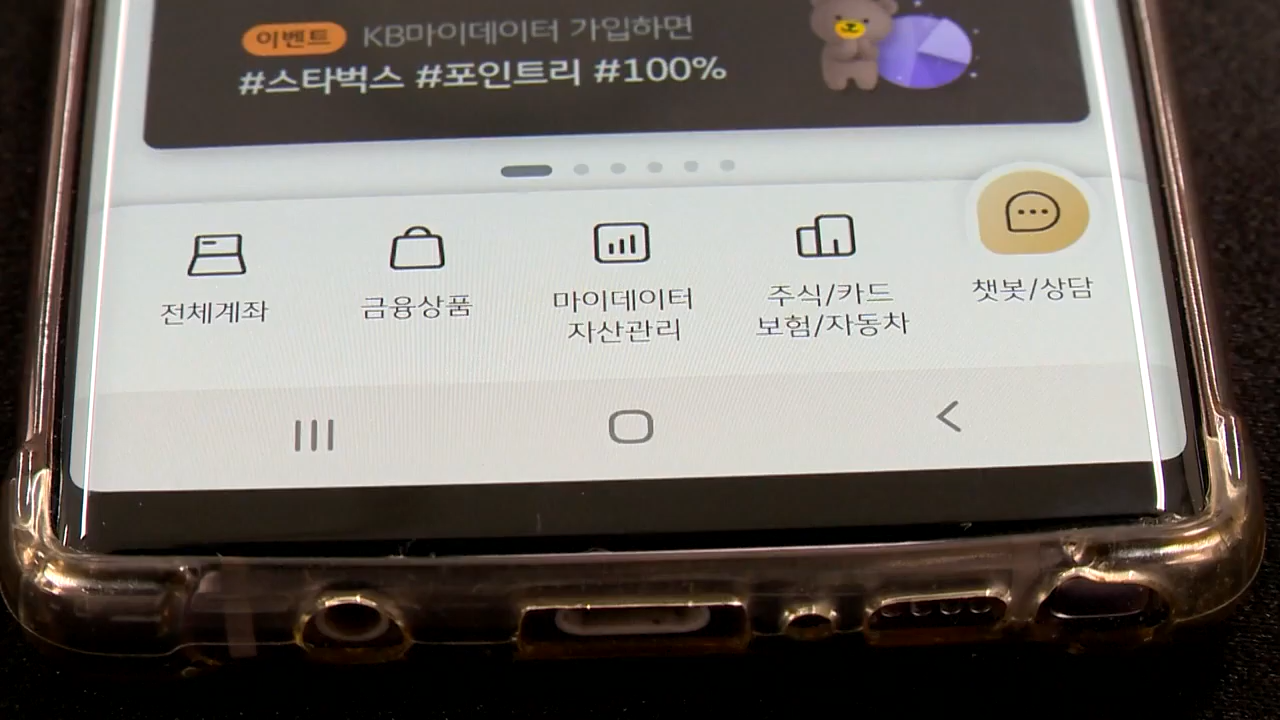 이벤트 KB마이데이터 가입하면
#스타벅스 #포인트리 #100%
전체계좌
금융상품
마이데이터
자산관리
주식/카드
보험/자동차
챗봇/상담